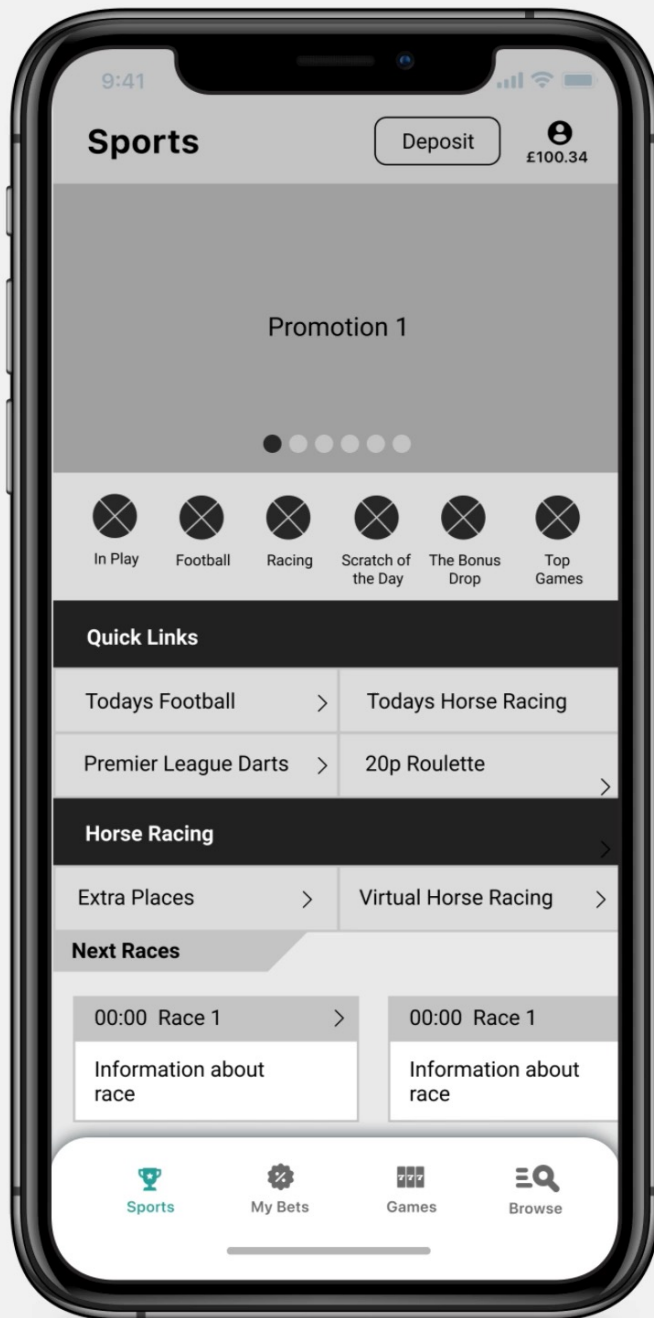 9:41
Sports
Deposit
£100.34
Promotion 1
In Play
Football
Racing
Scratch of
the Day
The Bonus
Drop
Top
Games
Quick Links
Todays Football
Todays Horse Racing
Premier League Darts
20p Roulette
Horse Racing
Extra Places
Virtual Horse Racing
Next Races
00:00 Race 1
00:00 Race 1
Information about
race
Information about
race
777
Sports
My Bets
Games
Browse